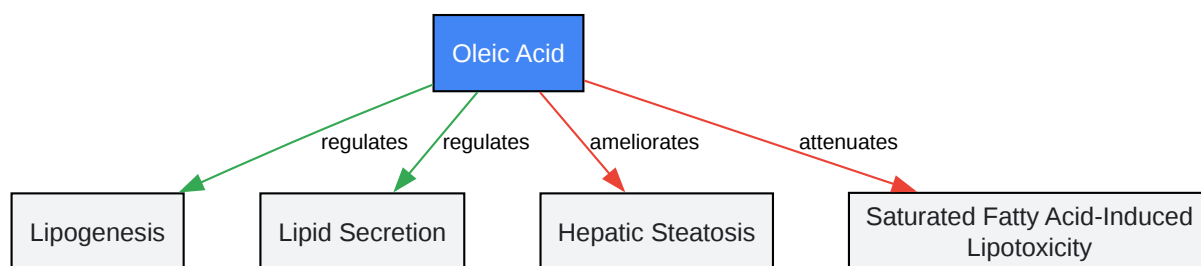 Oleic Acid
regulates
regulates
ameliorates
attenuates
Lipogenesis
Lipid Secretion
Hepatic Steatosis
Saturated Fatty Acid-Induced
Lipotoxicity